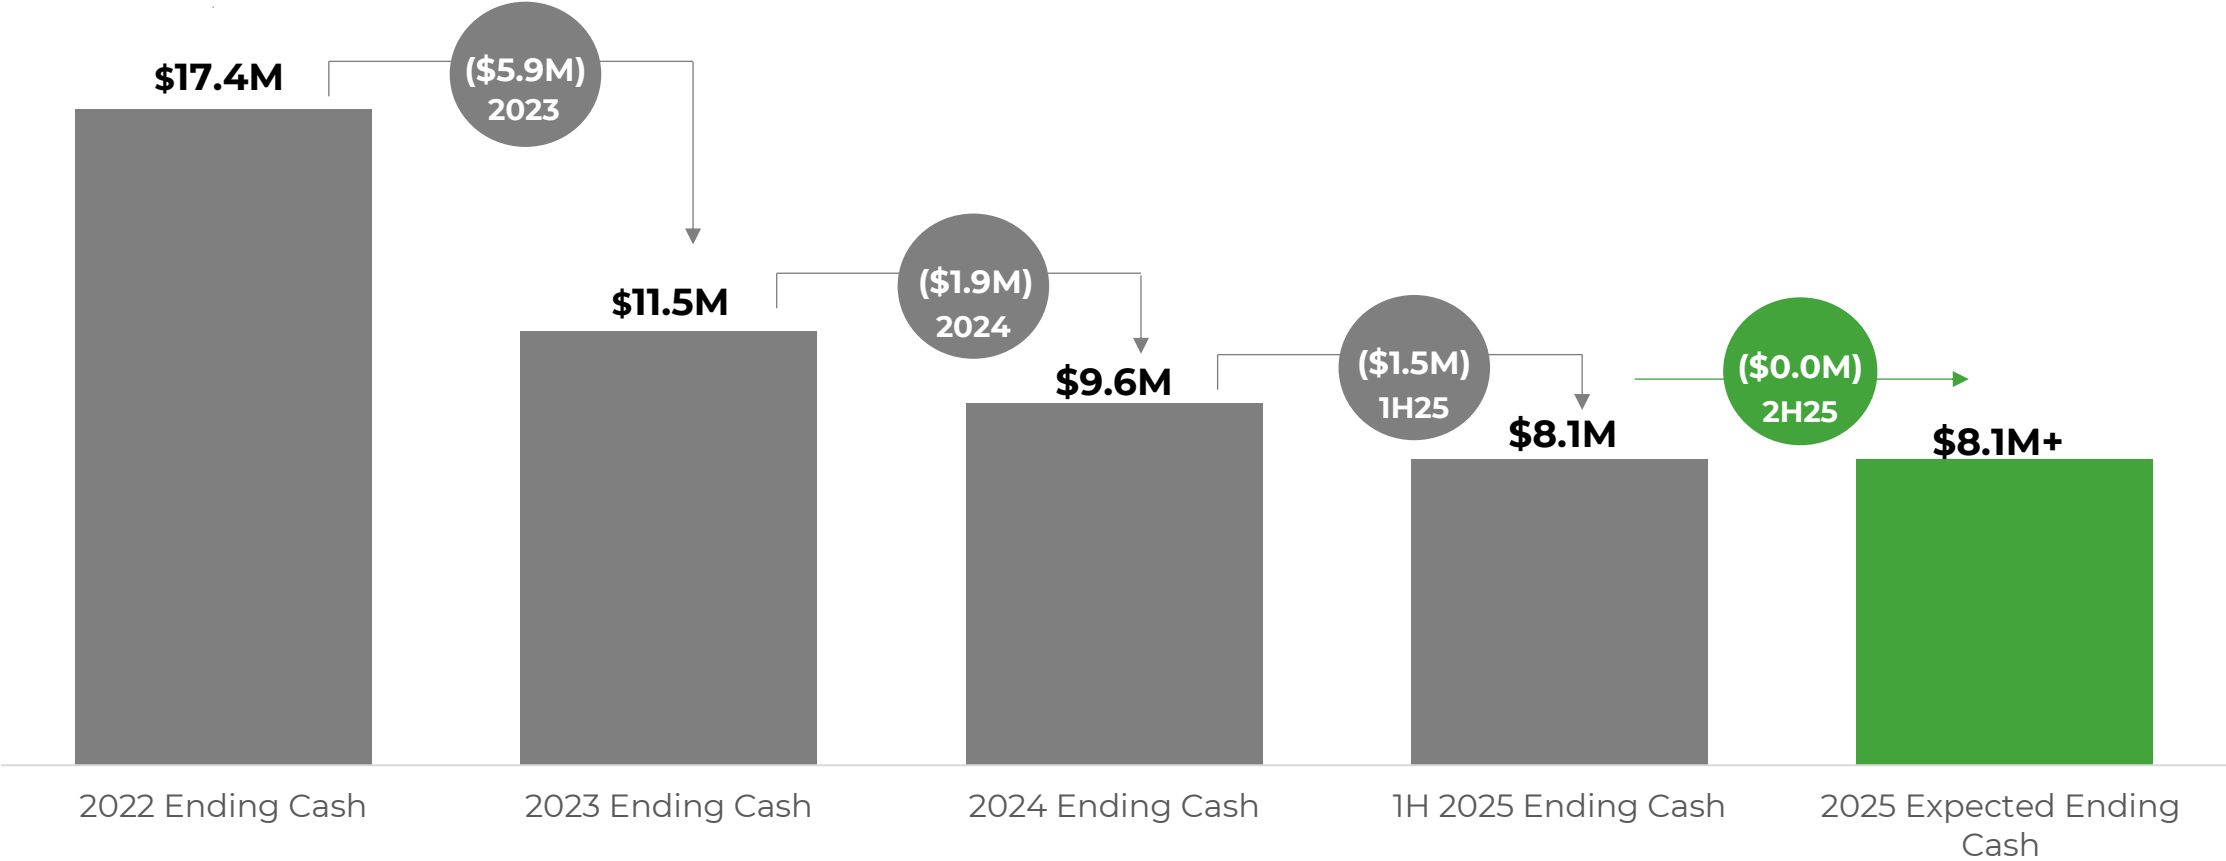 $17.4M
($5.9M)
2023
$11.5M
($1.9M)
2024
$9.6M
($1.5M)
1H25
$8.1M
($0.0M)
2H25
$8.1M+
2022 Ending Cash
2023 Ending Cash
2024 Ending Cash
1H 2025 Ending Cash
2025 Expected Ending
Cash